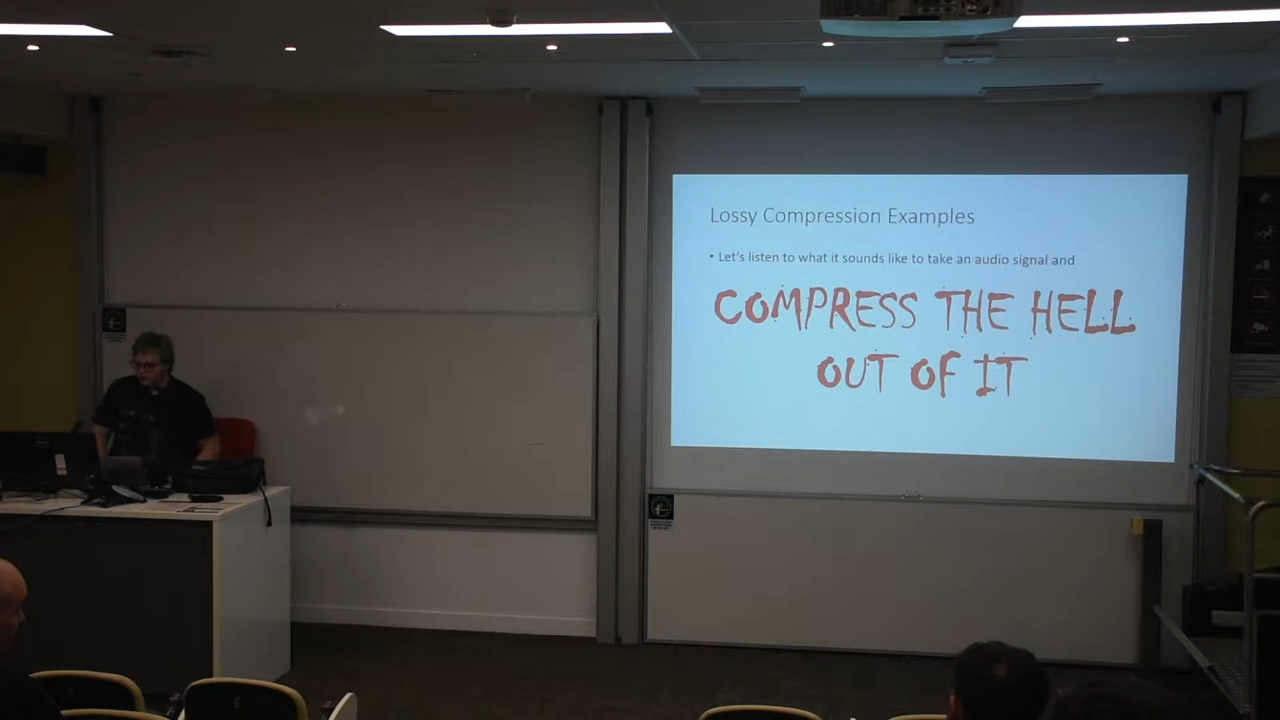 Lossy Compression Examples
• Let's listen to what it sounds like to take an audio signal and
COMPRESS THE HELL
OUT OF IT